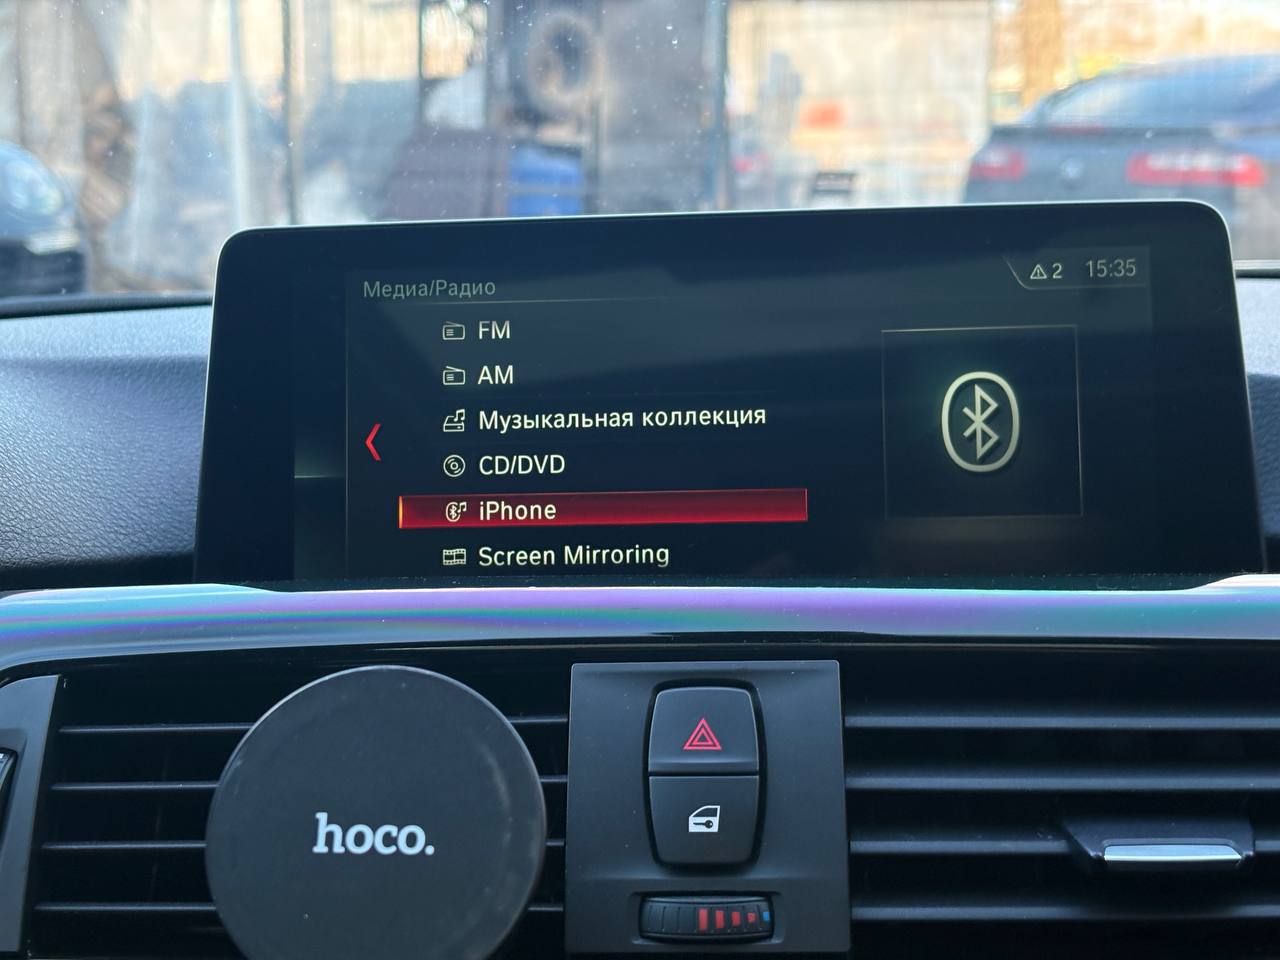 Медиа/Радио
2 15:35
FM
AM
Музыкальная коллекция
CD/DVD
iPhone
Screen Mirroring
hoco.